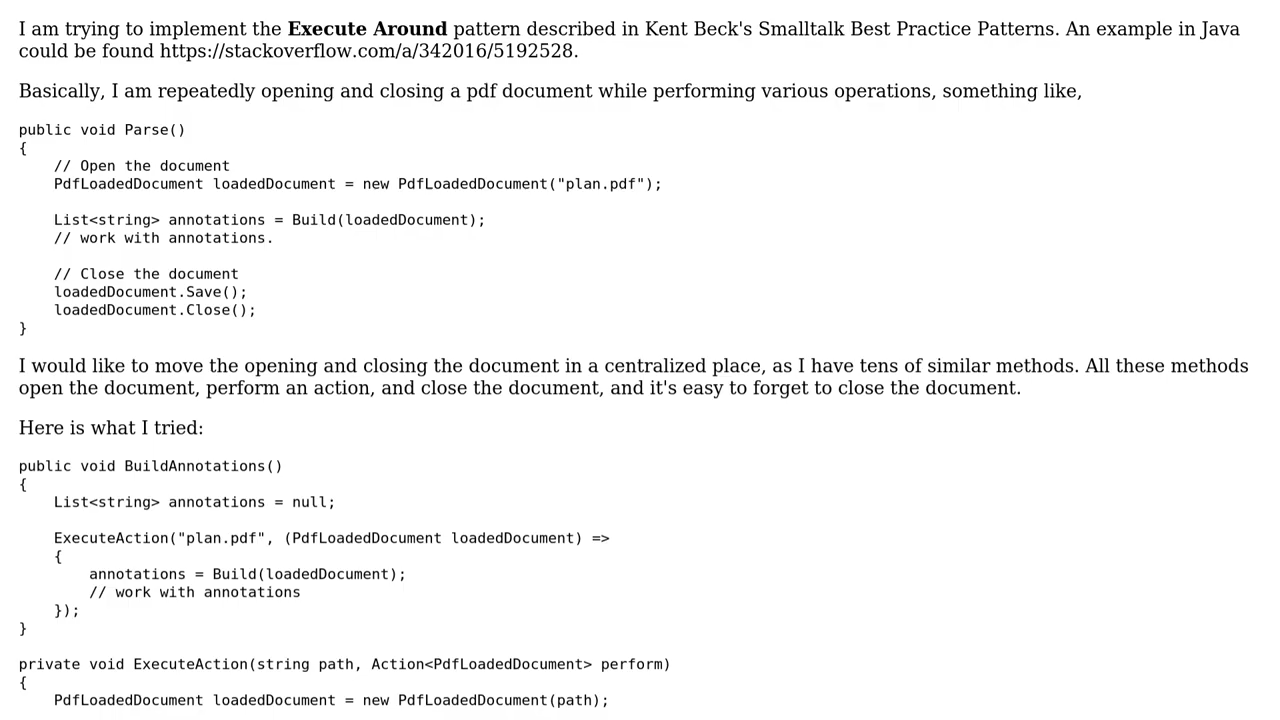 I am trying to implement the Execute Around pattern described in Kent Beck's Smalltalk Best Practice Patterns. An example in Java
could be found https://stackoverflow.com/a/342016/5192528.
Basically, I am repeatedly opening and closing a pdf document while performing various operations, something like,
public void Parse()
{
    // Open the document
    PdfLoadedDocument loadedDocument = new PdfLoadedDocument("plan.pdf");
    List<string> annotations = Build(loadedDocument);
    // work with annotations.
    // Close the document
    loadedDocument.Save();
    loadedDocument.Close();
}
I would like to move the opening and closing the document in a centralized place, as I have tens of similar methods. All these methods
open the document, perform an action, and close the document, and it's easy to forget to close the document.
Here is what I tried:
public void BuildAnnotations()
{
    List<string> annotations = null;
    ExecuteAction("plan.pdf", (PdfLoadedDocument loadedDocument) =>
    {
        annotations = Build(loadedDocument);
        // work with annotations
    });
}
private void ExecuteAction(string path, Action<PdfLoadedDocument> perform)
{
    PdfLoadedDocument loadedDocument = new PdfLoadedDocument(path);